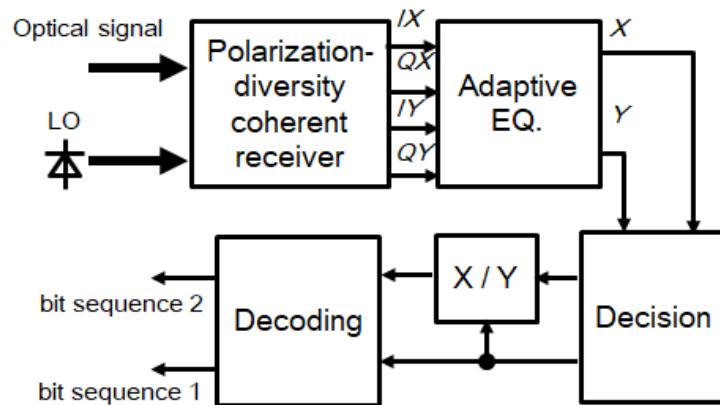 Optical signal
LO
Polarization-
diversity
coherent
receiver
IX
QX
IY
QY
Adaptive
EQ.
X
Y
Decision
X / Y
Decoding
bit sequence 2
bit sequence 1